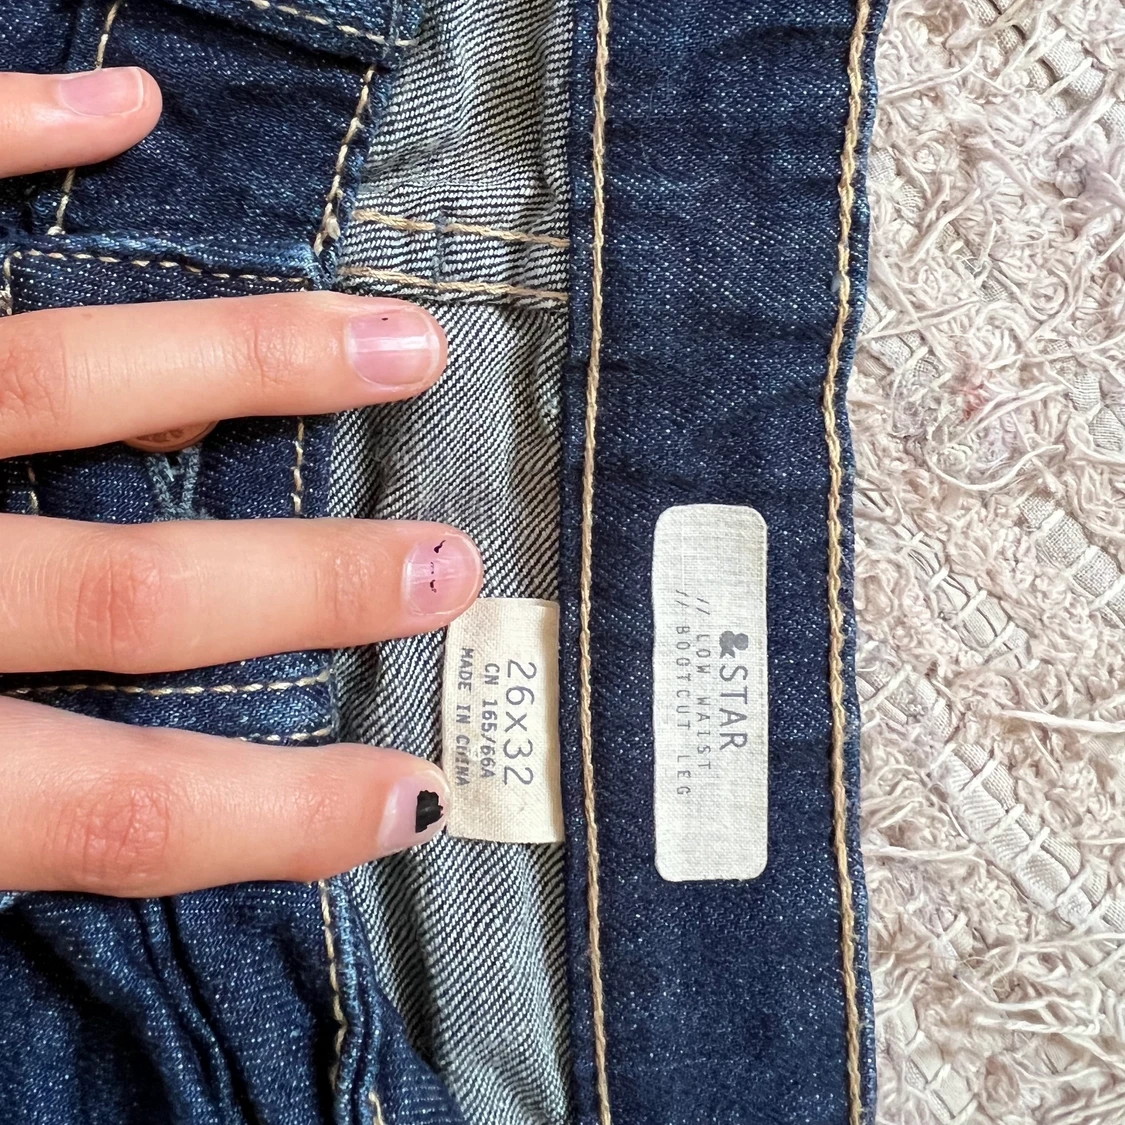 26x32
CN 165/66A
MADE IN CHINA
&STAR
// LOW WAIST
// BOOTCUT LEG